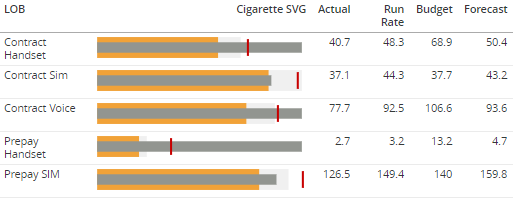 LOB Cigarette SVG Actual Run Rate Budget Forecast
Contract Handset 40.7 48.3 68.9 50.4
Contract Sim 37.1 44.3 37.7 43.2
Contract Voice 77.7 92.5 106.6 93.6
Prepay Handset 2.7 3.2 13.2 4.7
Prepay SIM 126.5 149.4 140 159.8